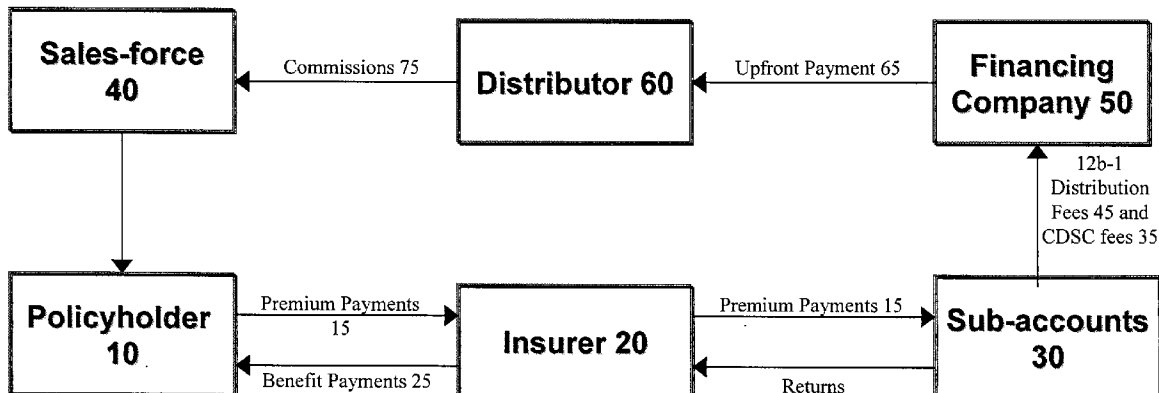 Sales-force
40
Commissions 75
Distributor 60
Upfront Payment 65
Financing
Company 50
12b-1
Distribution
Fees 45 and
CDSC fees 35
Policyholder
10
Premium Payments
15
Benefit Payments 25
Insurer 20
Premium Payments 15
Returns
Sub-accounts
30